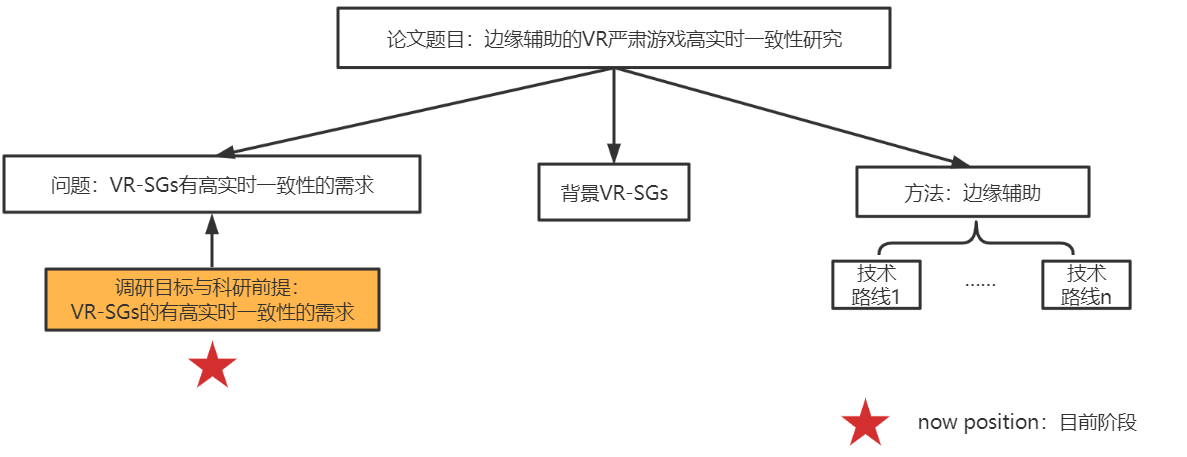 论文题目：边缘辅助的VR严肃游戏高实时一致性研究
问题：VR-SGs有高实时一致性的需求
背景VR-SGs
方法：边缘辅助
调研目标与科研前提：
VR-SGs的有高实时一致性的需求
技术
路线1
......
技术
路线n
now position：目前阶段